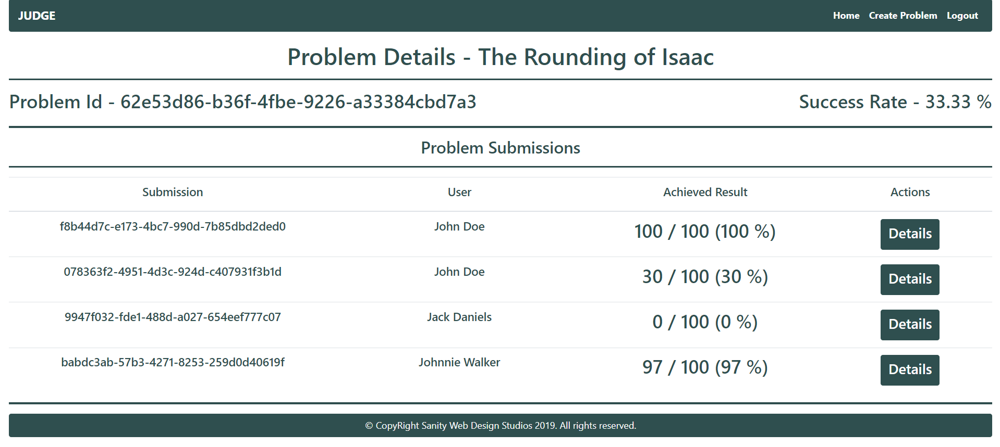 JUDGE Home Create Problem Logout
Problem Details - The Rounding of Isaac
Problem Id - 62e53d86-b36f-4fbe-9226-a33384cbd7a3 Success Rate - 33.33 %
Problem Submissions
Submission User Achieved Result Actions
f8b44d7c-e173-4bc7-990d-7b85dbd2ded0 John Doe 100 / 100 (100 %) Details
078363f2-4951-4d3c-924d-c407931f3b1d John Doe 30 / 100 (30 %) Details
9947f032-fde1-488d-a027-654eef777c07 Jack Daniels 0 / 100 (0 %) Details
babdc3ab-57b3-4271-8253-259d0d40619f Johnnie Walker 97 / 100 (97 %) Details
© CopyRight Sanity Web Design Studios 2019. All rights reserved.